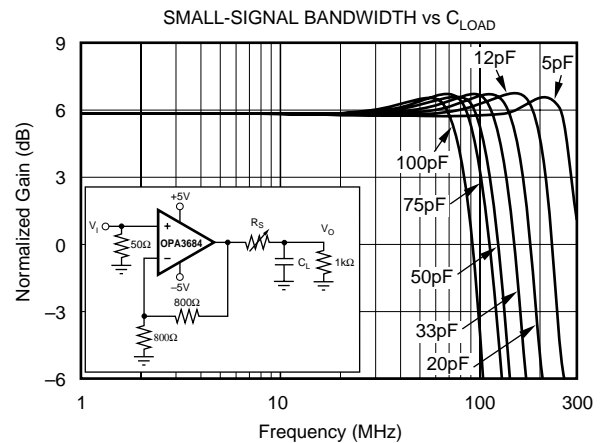 SMALL-SIGNAL BANDWIDTH vs CLOAD
9
6
3
0
–3
–6
Normalized Gain (dB)
12pF
5pF
100pF
75pF
50pF
33pF
20pF
+5V
VI
+
OPA3684
–
50Ω
–5V
RS
VO
CL
1kΩ
800Ω
800Ω
1
10
100
300
Frequency (MHz)